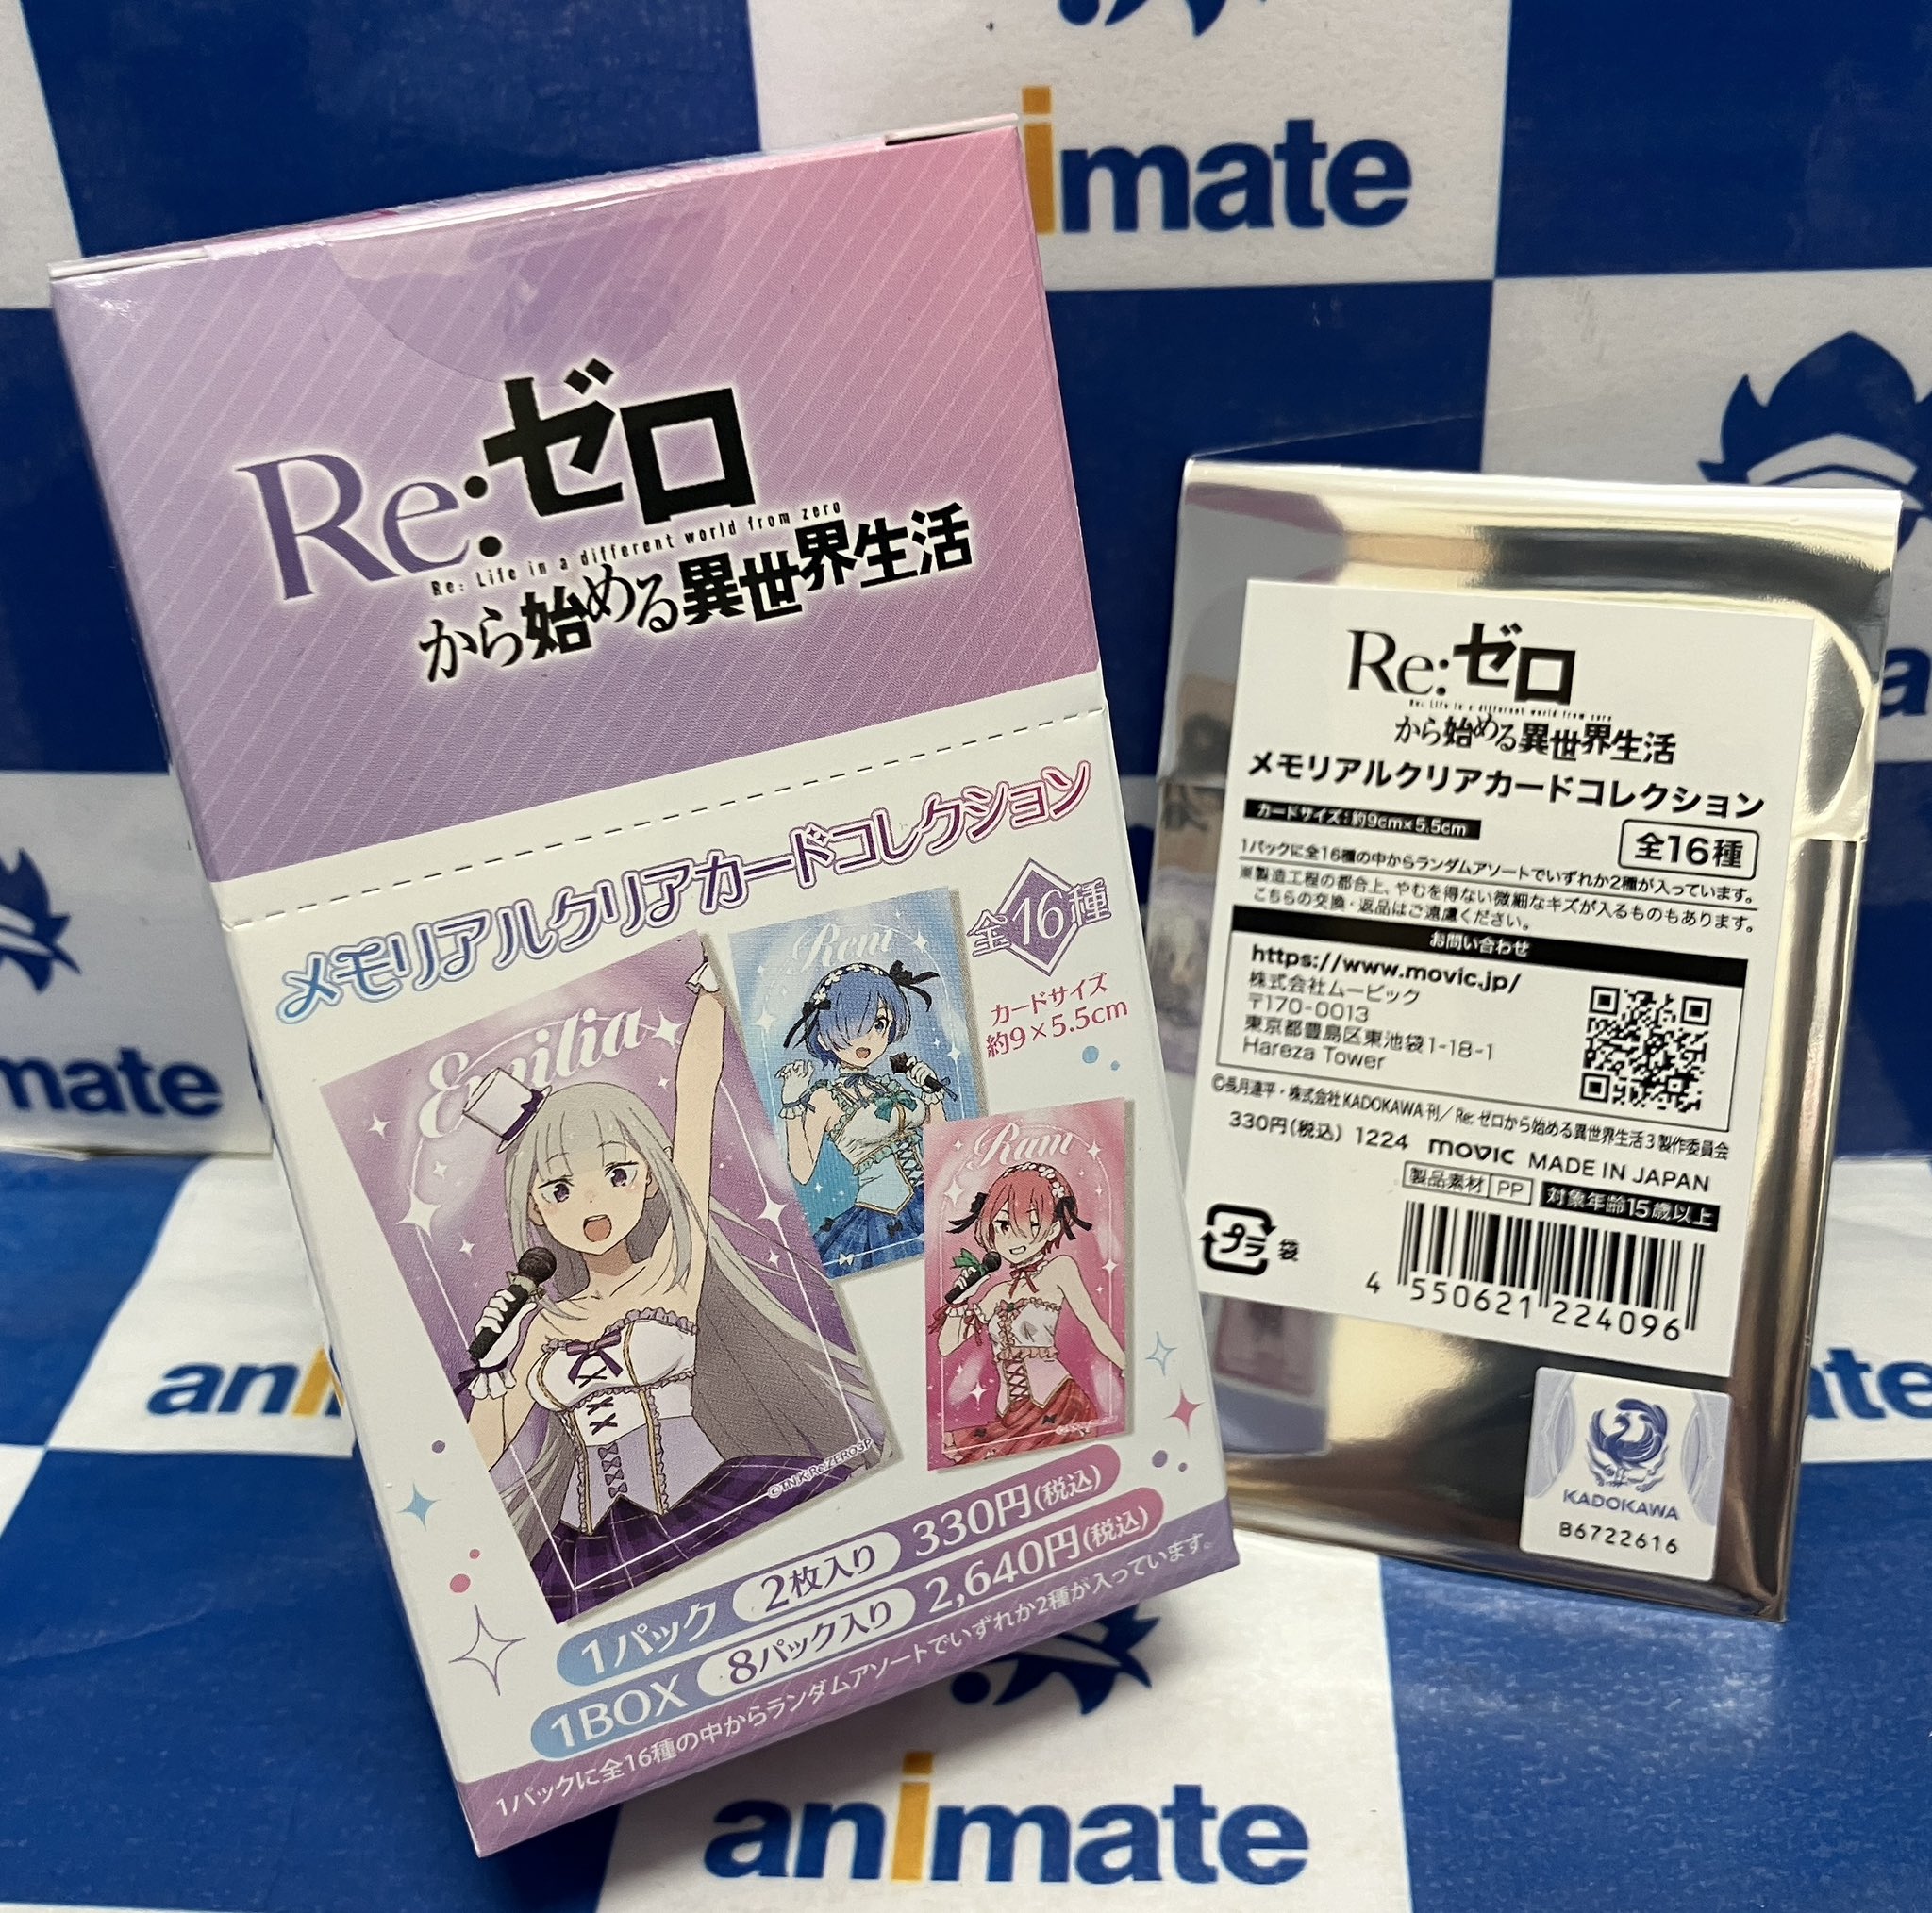 animate
Re:ゼロ
Re: Life in a different world from zero
から始める異世界生活
メモリアルクリアカードコレクション
全16種
カードサイズ
約9×5.5cm
Emilia
Rem
Ram
©TN,K/Re:ZERO3P
1パック 2枚入り 330円(税込)
1BOX 8パック入り 2,640円(税込)
1パックに全16種の中からランダムアソートでいずれか2種が入っています。
Re:ゼロ
Re: Life in a different world from zero
から始める異世界生活
メモリアルクリアカードコレクション
カードサイズ:約9cm×5.5cm
全16種
1パックに全16種の中からランダムアソートでいずれか2種が入っています。
※製造工程の都合上、やむを得ない微細なキズが入るものもあります。
こちらの交換・返品はご遠慮ください。
お問い合わせ
https://www.movic.jp/
株式会社ムービック
〒170-0013
東京都豊島区東池袋1-18-1
Hareza Tower
©長月達平・株式会社KADOKAWA刊/Re:ゼロから始める異世界生活3製作委員会
330円(税込) 1224 movic MADE IN JAPAN
製品素材 PP 対象年齢15歳以上
プラ 袋
4 550621 224096
KADOKAWA
B6722616
mate
ani
ate
animate